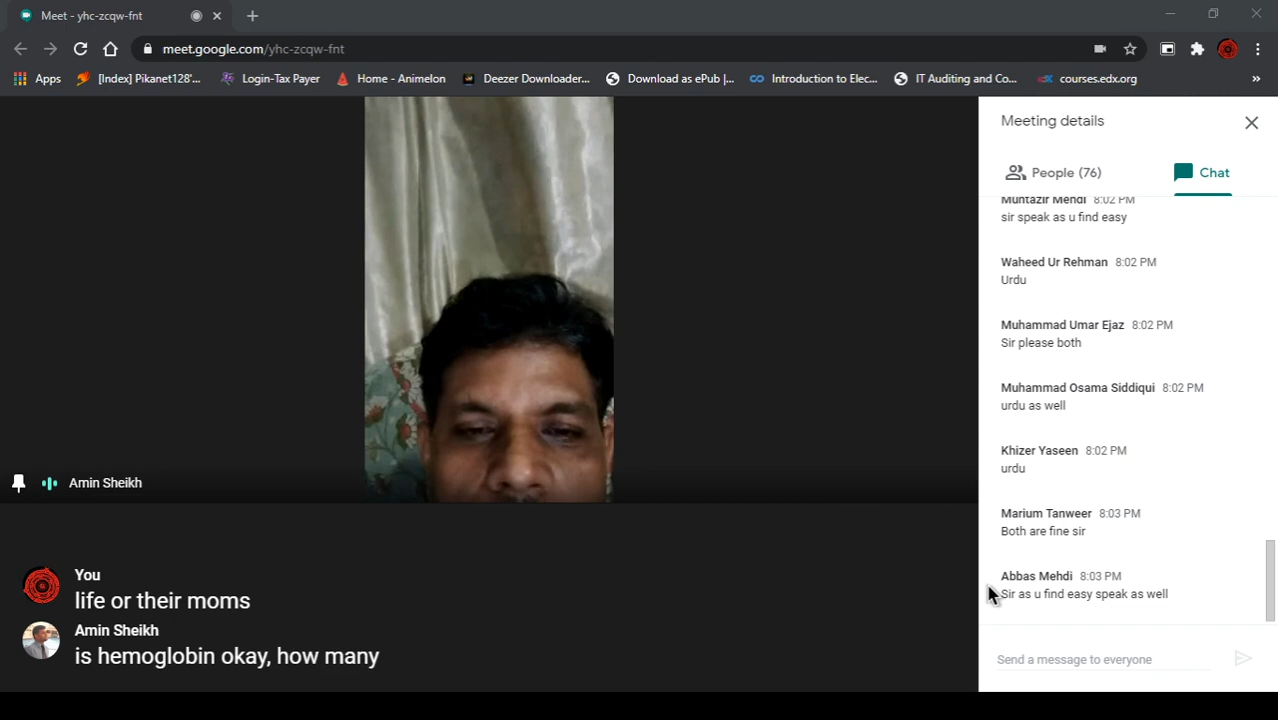 Meet - yhc-zcqw-fnt
meet.google.com/yhc-zcqw-fnt
Apps
[Index] Pikanet128'...
Login-Tax Payer
Home - Animelon
Deezer Downloader...
Download as ePub |...
Introduction to Elec...
IT Auditing and Co...
courses.edx.org
»
Amin Sheikh
You
life or their moms
Amin Sheikh
is hemoglobin okay, how many
Meeting details
People (76)
Chat
Muntazir Mehdi 8:02 PM
sir speak as u find easy
Waheed Ur Rehman 8:02 PM
Urdu
Muhammad Umar Ejaz 8:02 PM
Sir please both
Muhammad Osama Siddiqui 8:02 PM
urdu as well
Khizer Yaseen 8:02 PM
urdu
Marium Tanweer 8:03 PM
Both are fine sir
Abbas Mehdi 8:03 PM
Sir as u find easy speak as well
Send a message to everyone